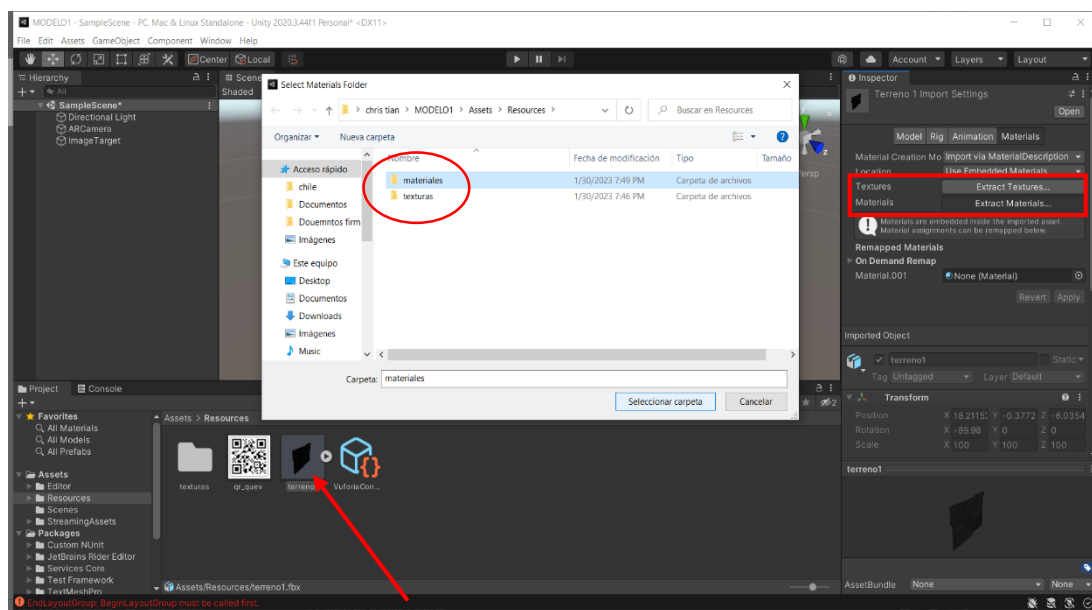 MODELO1 - SampleScene - PC, Mac & Linux Standalone - Unity 2020.3.44f1 Personal* <DX11>
File Edit Assets GameObject Component Window Help
Center Local
Account Layers Layout
Hierarchy
All
SampleScene*
Directional Light
ARCamera
ImageTarget
Scene
Shaded
Select Materials Folder
chris tian > MODELO1 > Assets > Resources >
Buscar en Resources
Organizar Nueva carpeta
Nombre Fecha de modificación Tipo Tamaño
materiales 1/30/2023 7:49 PM Carpeta de archivos
texturas 1/30/2023 7:46 PM Carpeta de archivos
Acceso rápido
chile
Documentos
Douemntos firm
Imágenes
Este equipo
Desktop
Documentos
Downloads
Imágenes
Music
Carpeta: materiales
Seleccionar carpeta Cancelar
z
Persp
Inspector
Terreno 1 Import Settings
Open
Model Rig Animation Materials
Material Creation Mo Import via MaterialDescription
Location Use Embedded Materials
Textures Extract Textures...
Materials Extract Materials...
Materials are embedded inside the imported asset.
Material assignments can be remapped below.
Remapped Materials
On Demand Remap
Material.001 None (Material)
Revert Apply
Imported Object
terreno1 Static
Tag Untagged Layer Default
Transform
Position X 18.2115: Y -0.3772 Z -6.0354
Rotation X -89.98 Y 0 Z 0
Scale X 100 Y 100 Z 100
terreno1
AssetBundle None None
Project Console
2
Favorites
All Materials
All Models
All Prefabs
Assets
Editor
Resources
Scenes
StreamingAssets
Packages
Custom NUnit
JetBrains Rider Editor
Services Core
Test Framework
TextMeshPro
Assets > Resources
texturas qr_quev terreno VuforiaCon...
Assets/Resources/terreno1.fbx
EndLayoutGroup: BeginLayoutGroup must be called first.